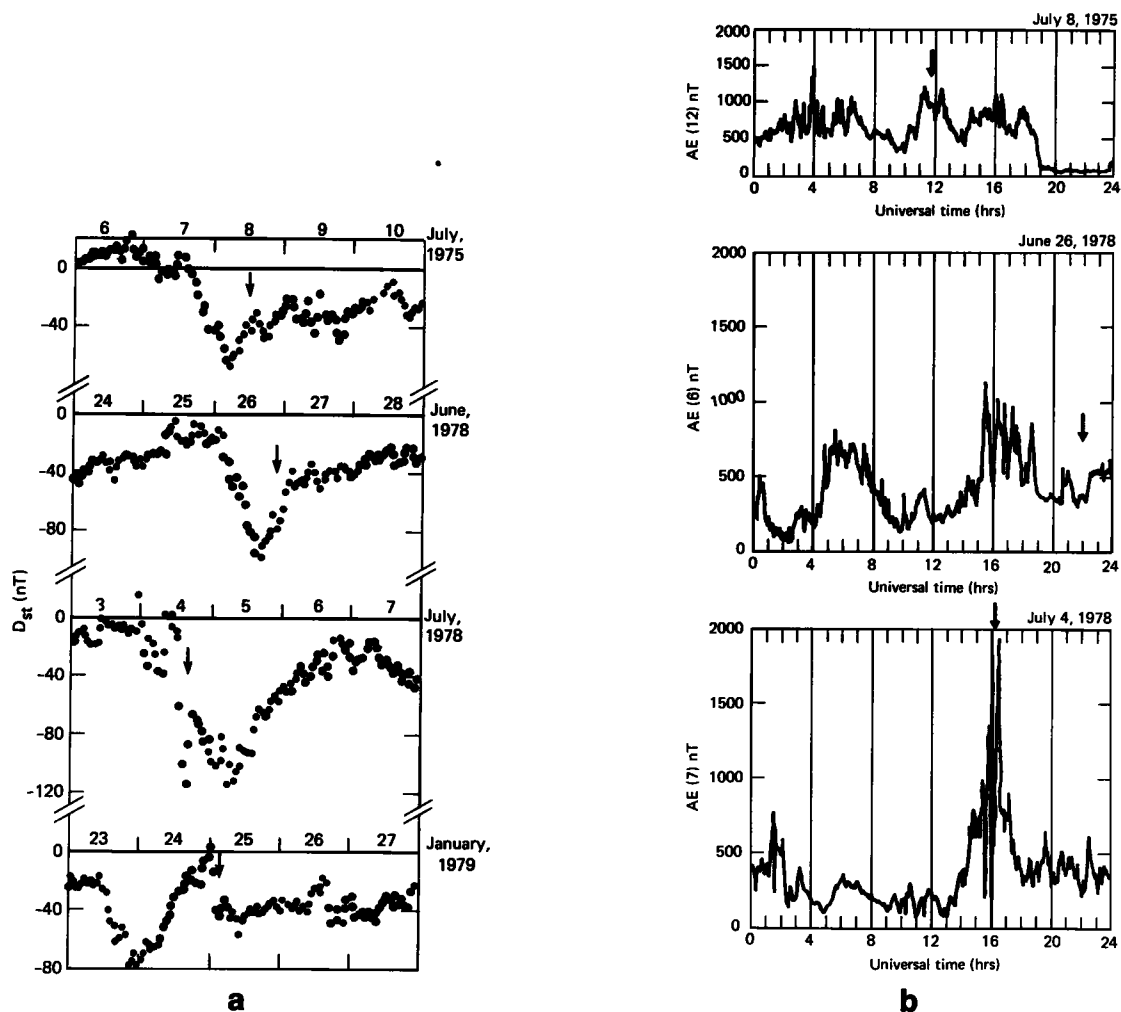 6 7 8 9 10 July, 1975
0
-40
24 25 26 27 28 June, 1978
0
-40
-80
3 4 5 6 7 July, 1978
0
-40
-80
-120
23 24 25 26 27 January, 1979
0
-40
-80
Dst (nT)
a
July 8, 1975
2000
1500
1000
500
0
AE (12) nT
0 4 8 12 16 20 24
Universal time (hrs)
June 26, 1978
2000
1500
1000
500
0
AE (6) nT
0 4 8 12 16 20 24
Universal time (hrs)
July 4, 1978
2000
1500
1000
500
0
AE (7) nT
0 4 8 12 16 20 24
Universal time (hrs)
b